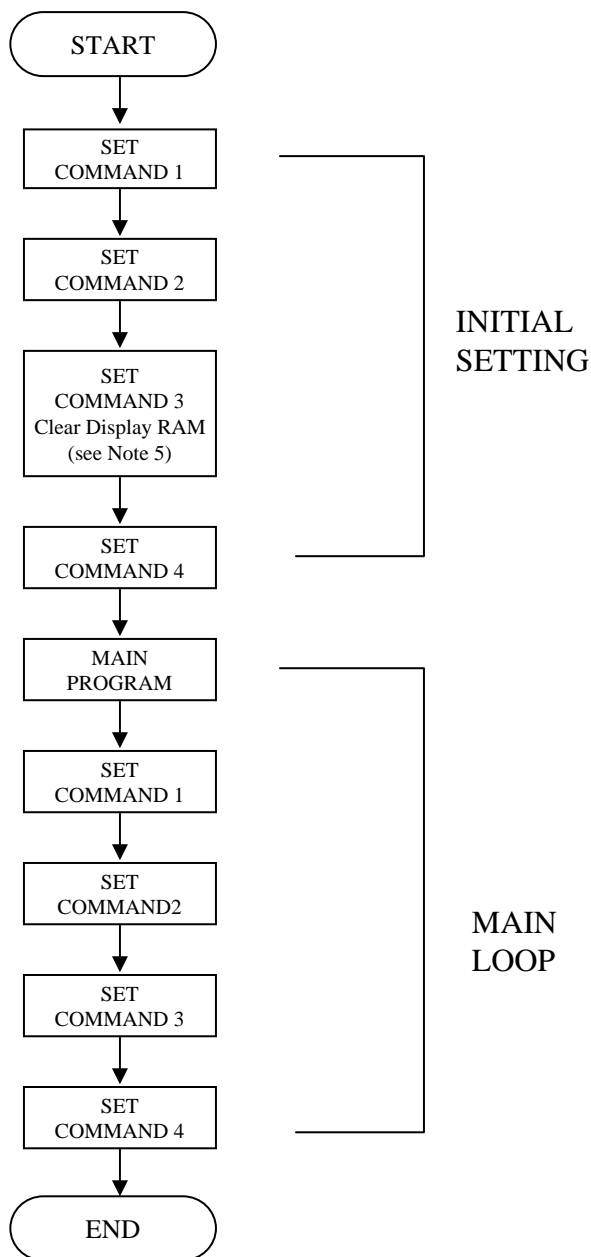 START
SET
COMMAND 1
SET
COMMAND 2
SET
COMMAND 3
Clear Display RAM
(see Note 5)
SET
COMMAND 4
INITIAL
SETTING
MAIN
PROGRAM
SET
COMMAND 1
SET
COMMAND2
SET
COMMAND 3
SET
COMMAND 4
MAIN
LOOP
END